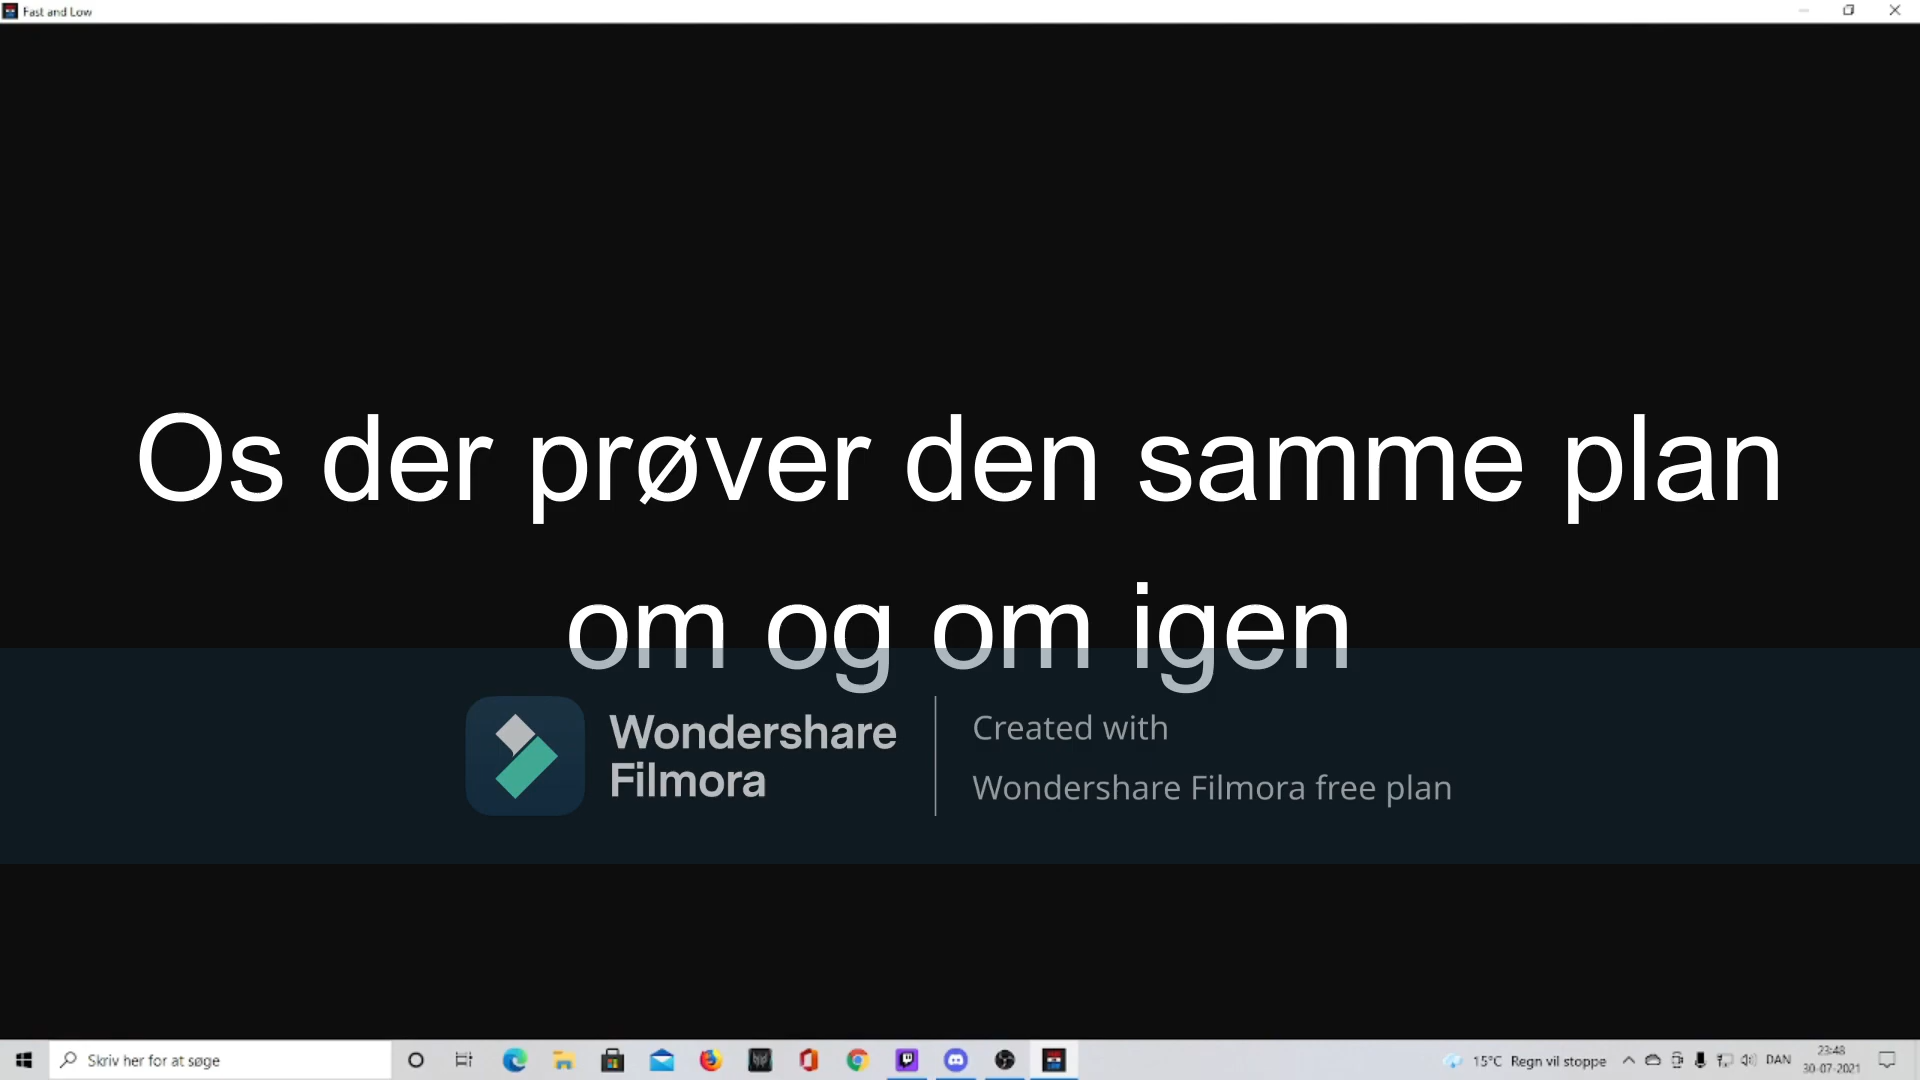 Fast and Low
Os der prøver den samme plan
om og om igen
Wondershare
Filmora
Created with
Wondershare Filmora free plan
Skriv her for at søge
15°C Regn vil stoppe
DAN
23:48
30-07-2021